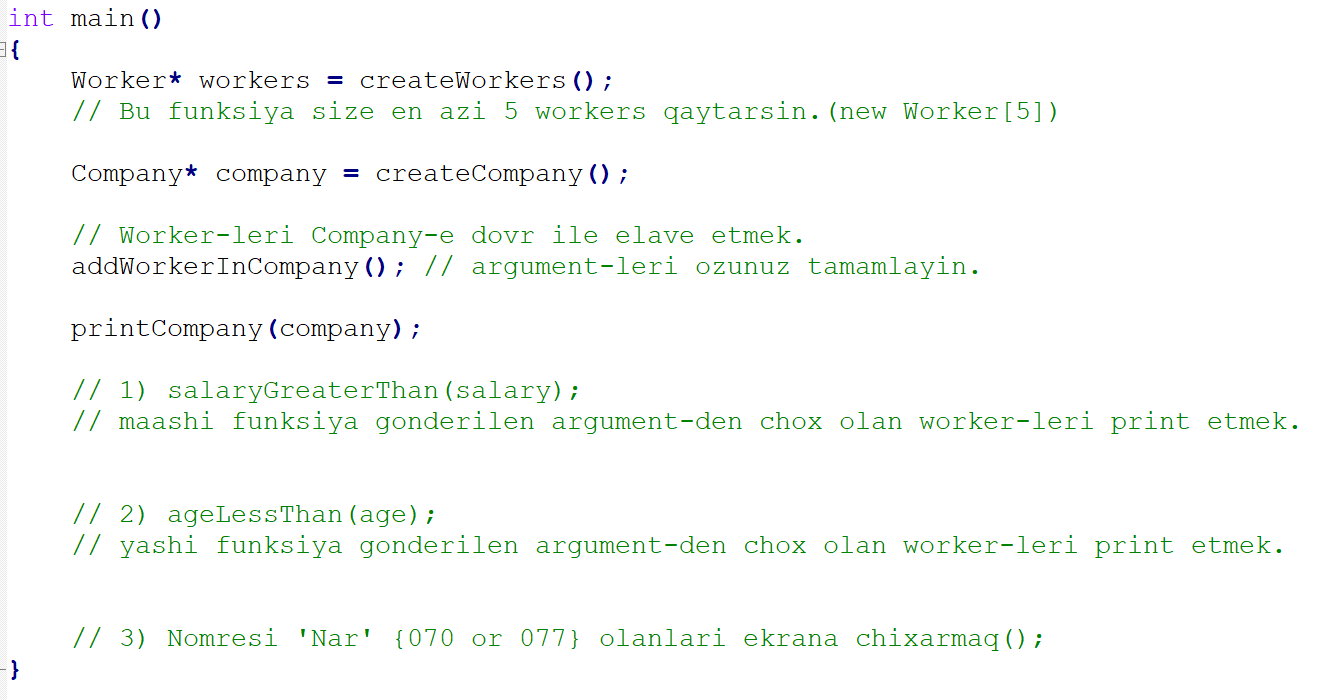 int main()
{
Worker* workers = createWorkers();
// Bu funksiya size en azi 5 workers qaytarsin.(new Worker[5])
Company* company = createCompany();
// Worker-leri Company-e dovr ile elave etmek.
addWorkerInCompany(); // argument-leri ozunuz tamamlayin.
printCompany(company);
// 1) salaryGreaterThan(salary);
// maashi funksiya gonderilen argument-den chox olan worker-leri print etmek.
// 2) ageLessThan(age);
// yashi funksiya gonderilen argument-den chox olan worker-leri print etmek.
// 3) Nomresi 'Nar' {070 or 077} olanlari ekrana chixarmaq();
}